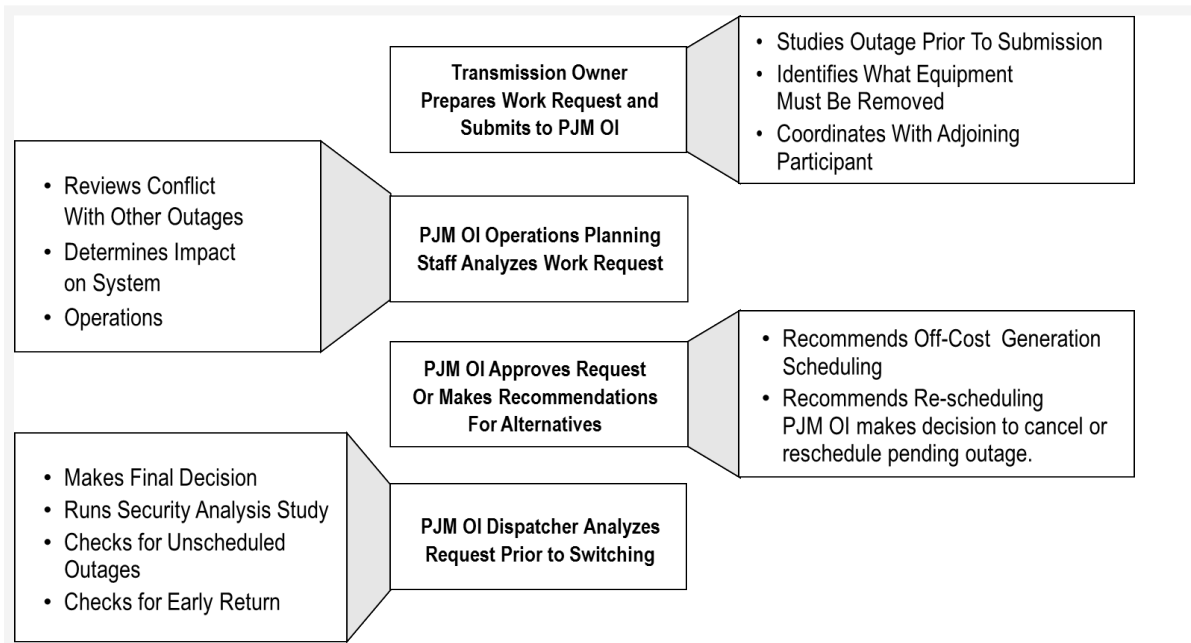 Transmission Owner
Prepares Work Request and
Submits to PJM OI
• Studies Outage Prior To Submission
• Identifies What Equipment
Must Be Removed
• Coordinates With Adjoining
Participant
• Reviews Conflict
With Other Outages
• Determines Impact
on System
• Operations
PJM OI Operations Planning
Staff Analyzes Work Request
PJM OI Approves Request
Or Makes Recommendations
For Alternatives
• Recommends Off-Cost Generation
Scheduling
• Recommends Re-scheduling
PJM OI makes decision to cancel or
reschedule pending outage.
• Makes Final Decision
• Runs Security Analysis Study
• Checks for Unscheduled
Outages
• Checks for Early Return
PJM OI Dispatcher Analyzes
Request Prior to Switching